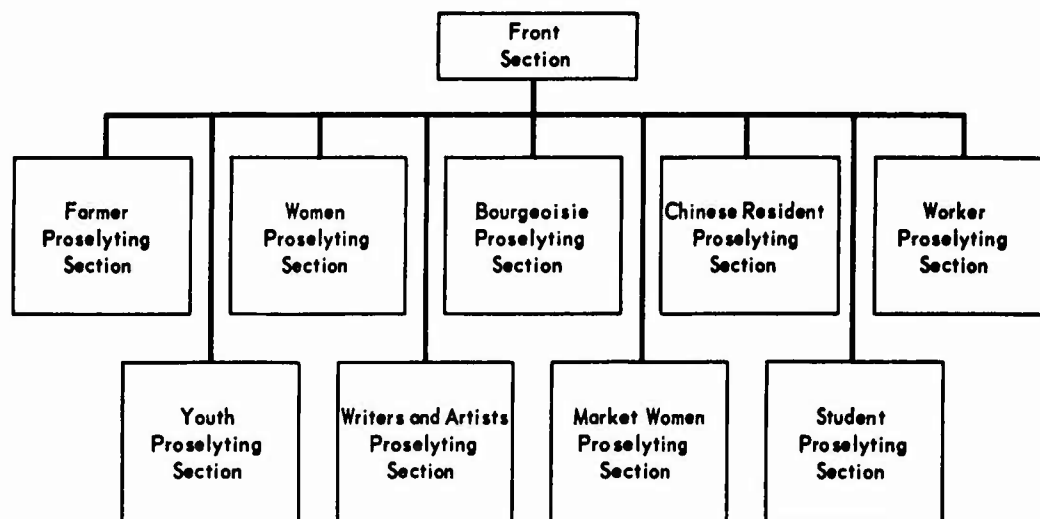 Front
Section
Farmer
Proselyting
Section
Women
Proselyting
Section
Bourgeoisie
Proselyting
Section
Chinese Resident
Proselyting
Section
Worker
Proselyting
Section
Youth
Proselyting
Section
Writers and Artists
Proselyting
Section
Market Women
Proselyting
Section
Student
Proselyting
Section